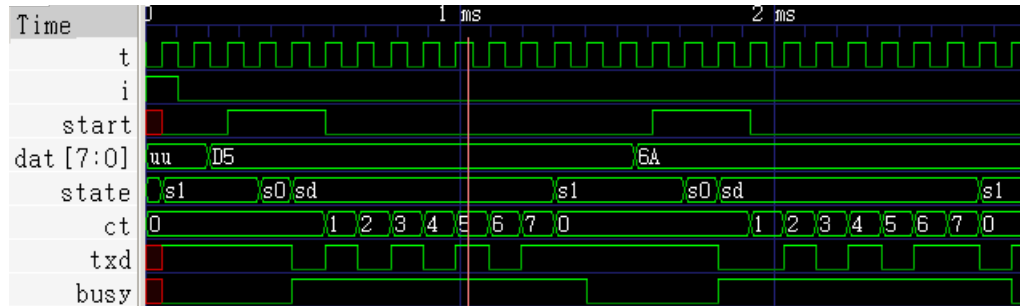 Time 0 1 ms 2 ms
t
i
start
dat[7:0] uu D5 6A
state s1 s0 sd s1 s0 sd s1
ct 0 1 2 3 4 5 6 7 0 1 2 3 4 5 6 7 0
txd
busy